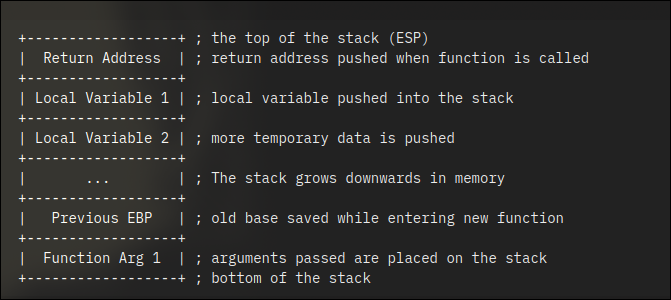 +------------------+ ; the top of the stack (ESP)
|  Return Address  | ; return address pushed when function is called
+------------------+
| Local Variable 1 | ; local variable pushed into the stack
+------------------+
| Local Variable 2 | ; more temporary data is pushed
+------------------+
|       ...        | ; The stack grows downwards in memory
+------------------+
|   Previous EBP   | ; old base saved while entering new function
+------------------+
|  Function Arg 1  | ; arguments passed are placed on the stack
+------------------+ ; bottom of the stack